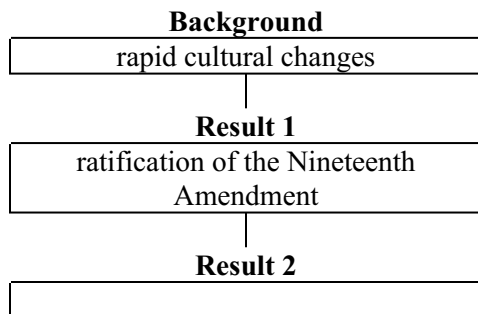 Background
rapid cultural changes
Result 1
ratification of the Nineteenth
Amendment
Result 2